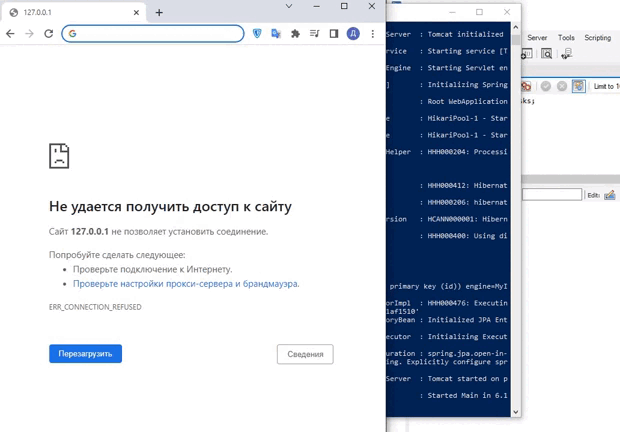 127.0.0.1
Не удается получить доступ к сайту
Сайт 127.0.0.1 не позволяет установить соединение.
Попробуйте сделать следующее:
Проверьте подключение к Интернету.
Проверьте настройки прокси-сервера и брандмауэра.
ERR_CONNECTION_REFUSED
Перезагрузить
Сведения
Д
Server : Tomcat initialized
rvice : Starting service [T
Engine : Starting Servlet en
] : Initializing Spring
: Root WebApplication
e : HikariPool-1 - Star
e : HikariPool-1 - Star
Helper : HHH000204: Processi
: HHH000412: Hibernat
: HHH000206: hibernat
rsion : HCANN000001: Hibern
: HHH000400: Using di
primary key (id)) engine=MyI
orImpl : HHH000476: Executin
laf1510'
oryBean : Initialized JPA Ent
ecutor : Initializing Execut
uration : spring.jpa.open-in-
ing. Explicitly configure spr
Server : Tomcat started on p
: Started Main in 6.1
Server Tools Scripting
Limit to 10
sks;
Edit: